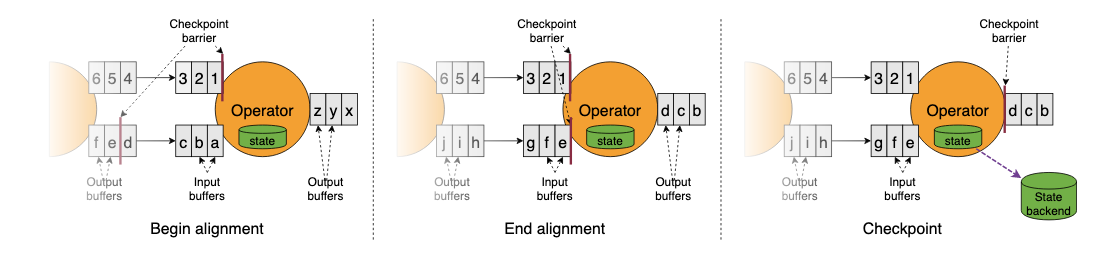 Checkpoint
barrier
6 5 4
3 2 1
Operator
z y x
state
f e d
c b a
Output
buffers
Input
buffers
Output
buffers
Begin alignment
Checkpoint
barrier
6 5 4
3 2 1
Operator
d c b
state
j i h
g f e
Output
buffers
Input
buffers
Output
buffers
End alignment
Checkpoint
barrier
6 5 4
3 2 1
Operator
d c b
state
j i h
g f e
Output
buffers
Input
buffers
State
backend
Checkpoint